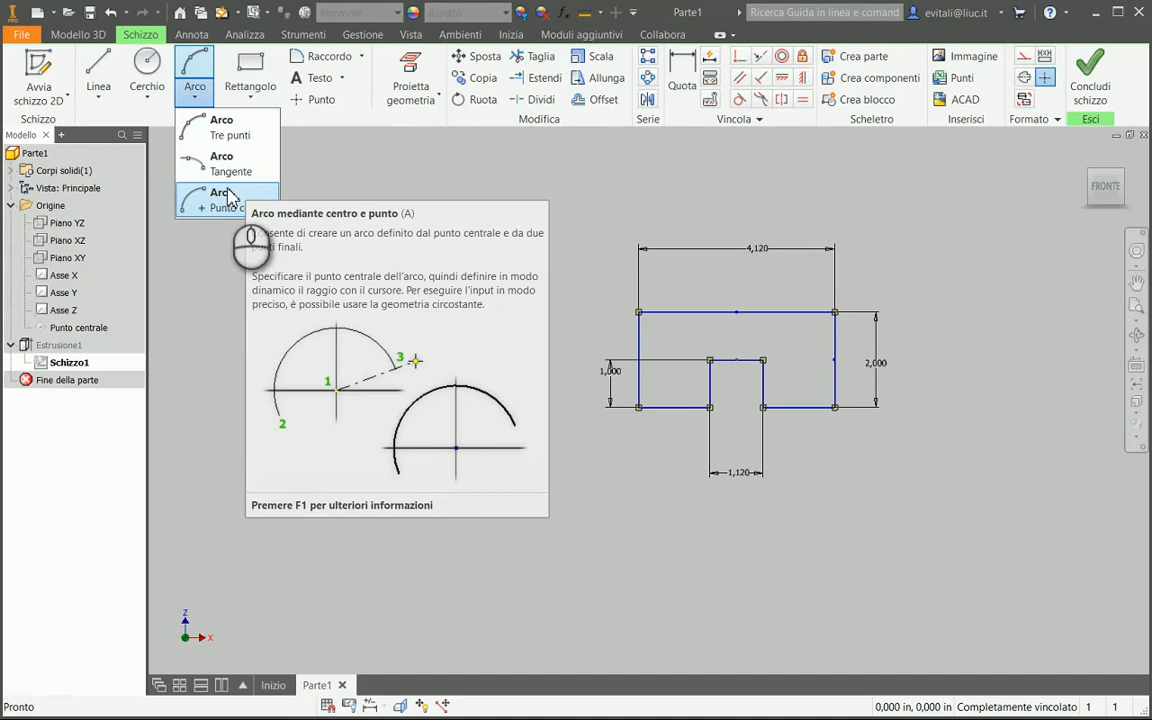 PRO
Materiale
Aspetto
Parte1
Ricerca Guida in linea e comand
evitali@liuc.it
File
Modello 3D
Schizzo
Annota
Analizza
Strumenti
Gestione
Vista
Ambienti
Inizia
Moduli aggiuntivi
Collabora
Avvia
schizzo 2D
Linea
Cerchio
Arco
Rettangolo
Raccordo
Testo
Punto
Proietta
geometria
Sposta
Copia
Ruota
Taglia
Estendi
Dividi
Scala
Allunga
Offset
Quota
Crea parte
Crea componenti
Crea blocco
Immagine
Punti
ACAD
Concludi
schizzo
Schizzo
Modifica
Serie
Vincola
Scheletro
Inserisci
Formato
Esci
Arco
Tre punti
Arco
Tangente
Arc
Punto c
Modello
Parte1
Corpi solidi(1)
Vista: Principale
Origine
Piano YZ
Piano XZ
Piano XY
Asse X
Asse Y
Asse Z
Punto centrale
Estrusione1
Schizzo1
Fine della parte
Arco mediante centro e punto (A)
onsente di creare un arco definito dal punto centrale e da due
nti finali.
Specificare il punto centrale dell'arco, quindi definire in modo
dinamico il raggio con il cursore. Per eseguire l'input in modo
preciso, è possibile usare la geometria circostante.
1
2
3
Premere F1 per ulteriori informazioni
FRONTE
4,120
1,000
2,000
1,120
Z
X
Inizio
Parte1
Pronto
0,000 in, 0,000 in
Completamente vincolato
1
1